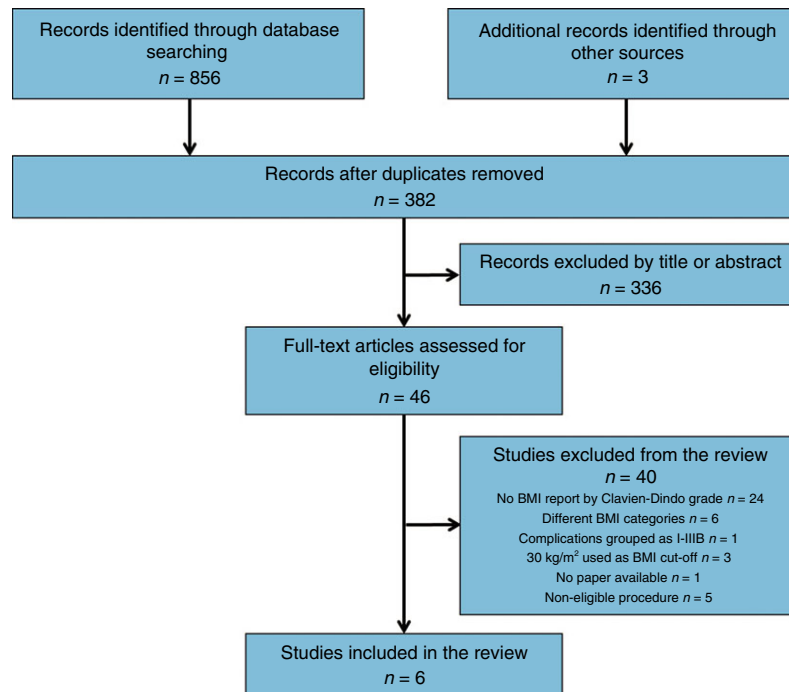 Records identified through database
searching
n = 856
Additional records identified through
other sources
n = 3
Records after duplicates removed
n = 382
Records excluded by title or abstract
n = 336
Full-text articles assessed for
eligibility
n = 46
Studies excluded from the review
n = 40
No BMI report by Clavien-Dindo grade n = 24
Different BMI categories n = 6
Complications grouped as I-IIIB n = 1
30 kg/m² used as BMI cut-off n = 3
No paper available n = 1
Non-eligible procedure n = 5
Studies included in the review
n = 6